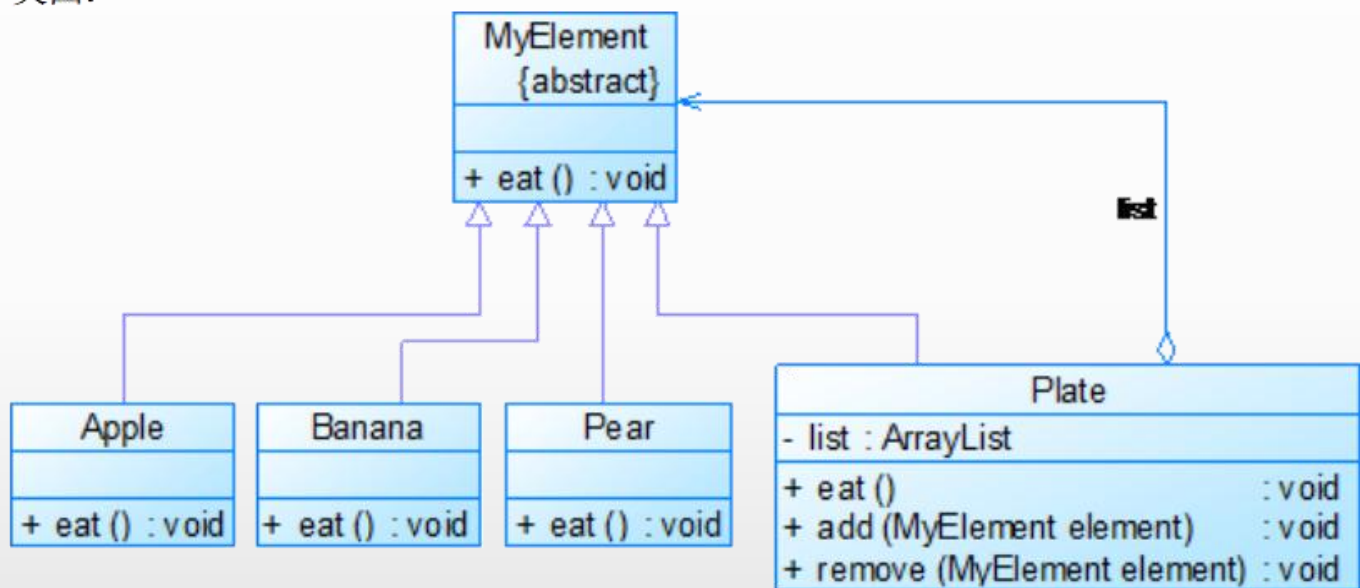 MyElement
{abstract}
+ eat () : void
list
Apple
+ eat () : void
Banana
+ eat () : void
Pear
+ eat () : void
Plate
- list : ArrayList
+ eat () : void
+ add (MyElement element) : void
+ remove (MyElement element) : void